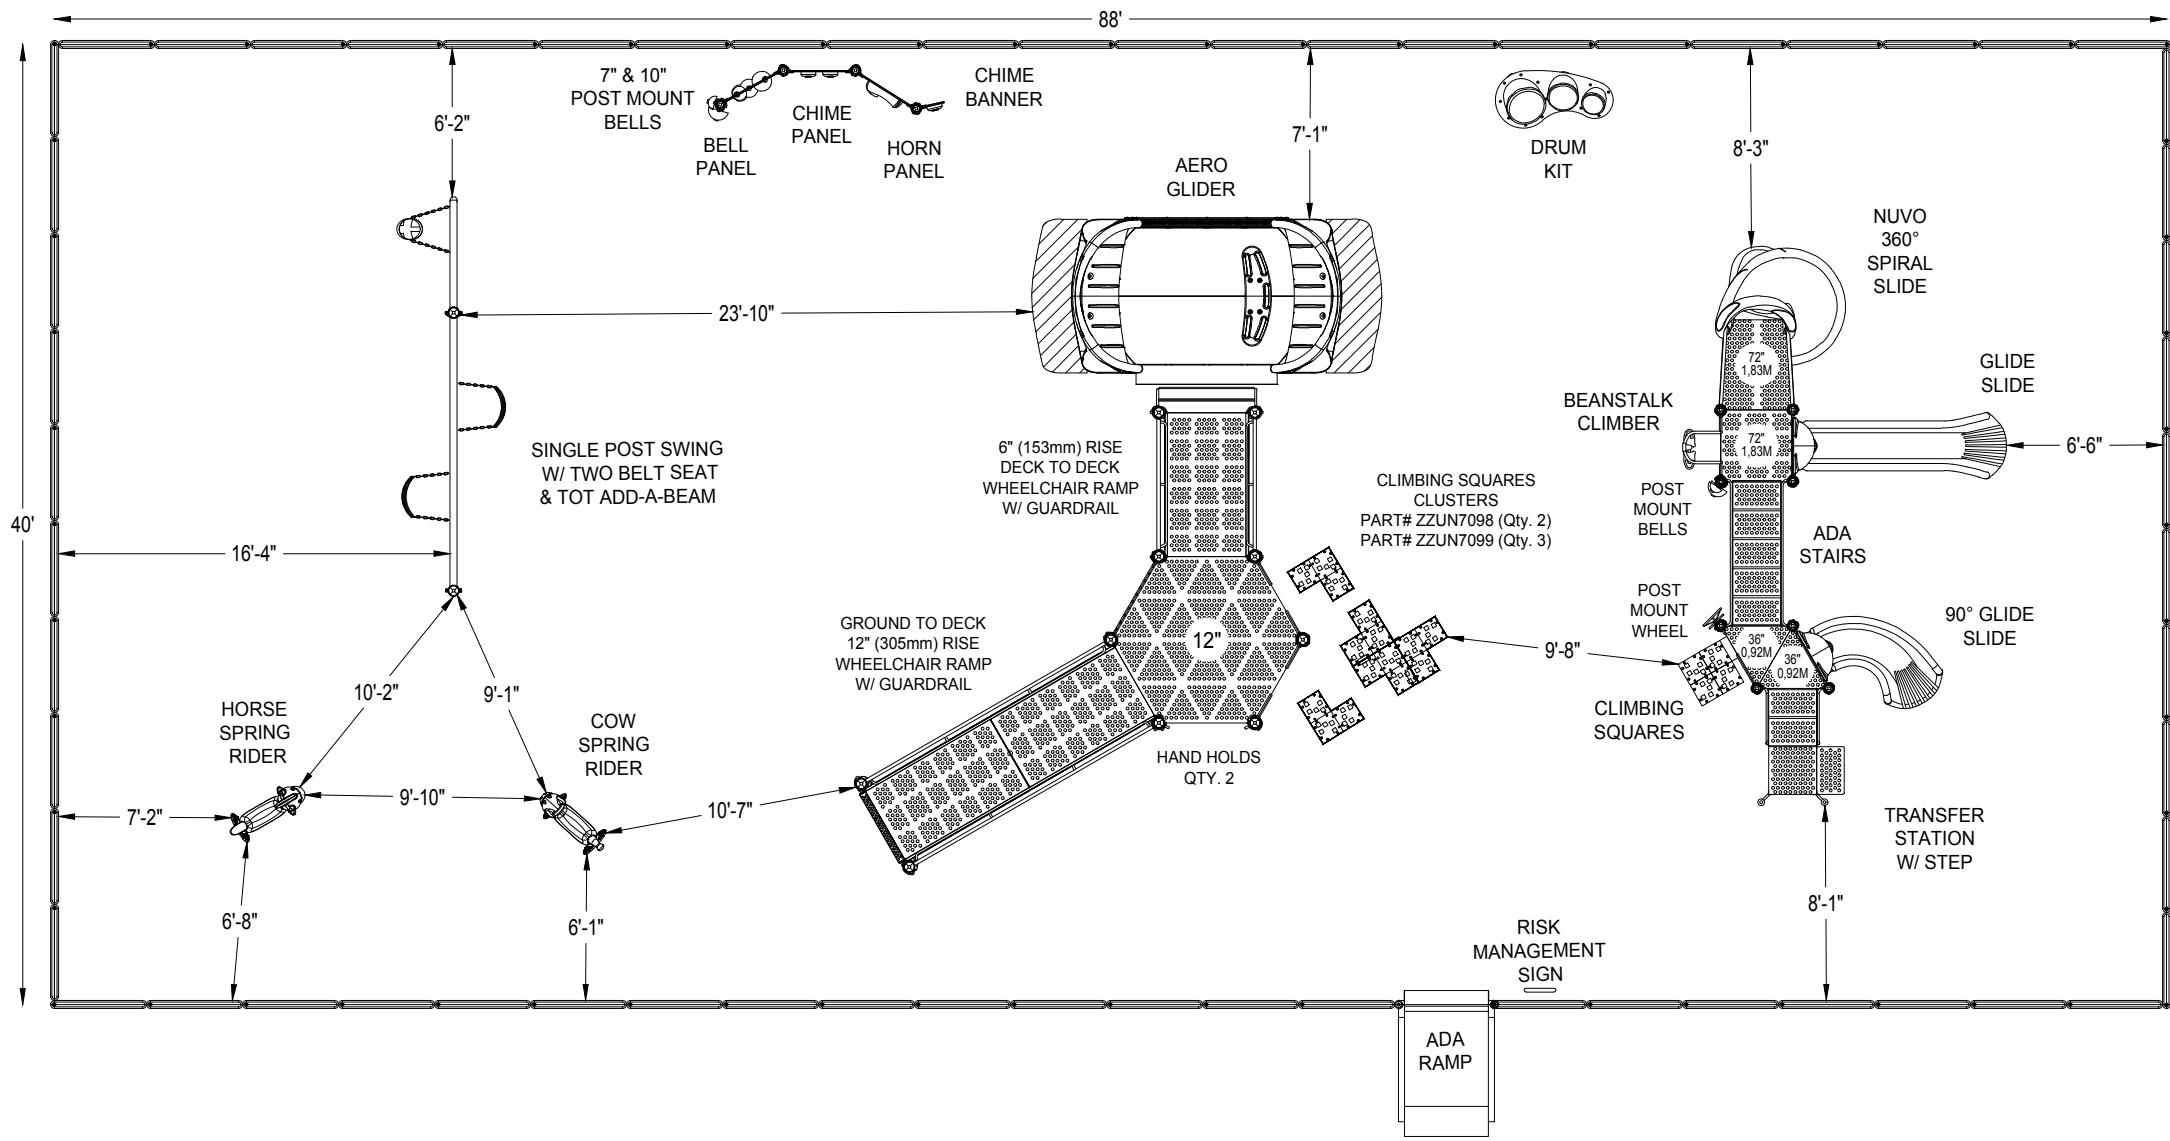 88'
7" & 10"
POST MOUNT
BELLS
BELL
PANEL
CHIME
PANEL
HORN
PANEL
CHIME
BANNER
6'-2"
7'-1"
DRUM
KIT
8'-3"
AERO
GLIDER
NUVO
360°
SPIRAL
SLIDE
23'-10"
72"
1,83M
GLIDE
SLIDE
BEANSTALK
CLIMBER
72"
1,83M
6'-6"
SINGLE POST SWING
W/ TWO BELT SEAT
& TOT ADD-A-BEAM
6" (153mm) RISE
DECK TO DECK
WHEELCHAIR RAMP
W/ GUARDRAIL
CLIMBING SQUARES
CLUSTERS
PART# ZZUN7098 (Qty. 2)
PART# ZZUN7099 (Qty. 3)
POST
MOUNT
BELLS
ADA
STAIRS
40'
16'-4"
GROUND TO DECK
12" (305mm) RISE
WHEELCHAIR RAMP
W/ GUARDRAIL
12"
9'-8"
POST
MOUNT
WHEEL
36"
0,92M
36"
0,92M
90° GLIDE
SLIDE
10'-2"
9'-1"
HORSE
SPRING
RIDER
COW
SPRING
RIDER
CLIMBING
SQUARES
HAND HOLDS
QTY. 2
9'-10"
10'-7"
7'-2"
TRANSFER
STATION
W/ STEP
6'-8"
6'-1"
8'-1"
RISK
MANAGEMENT
SIGN
ADA
RAMP